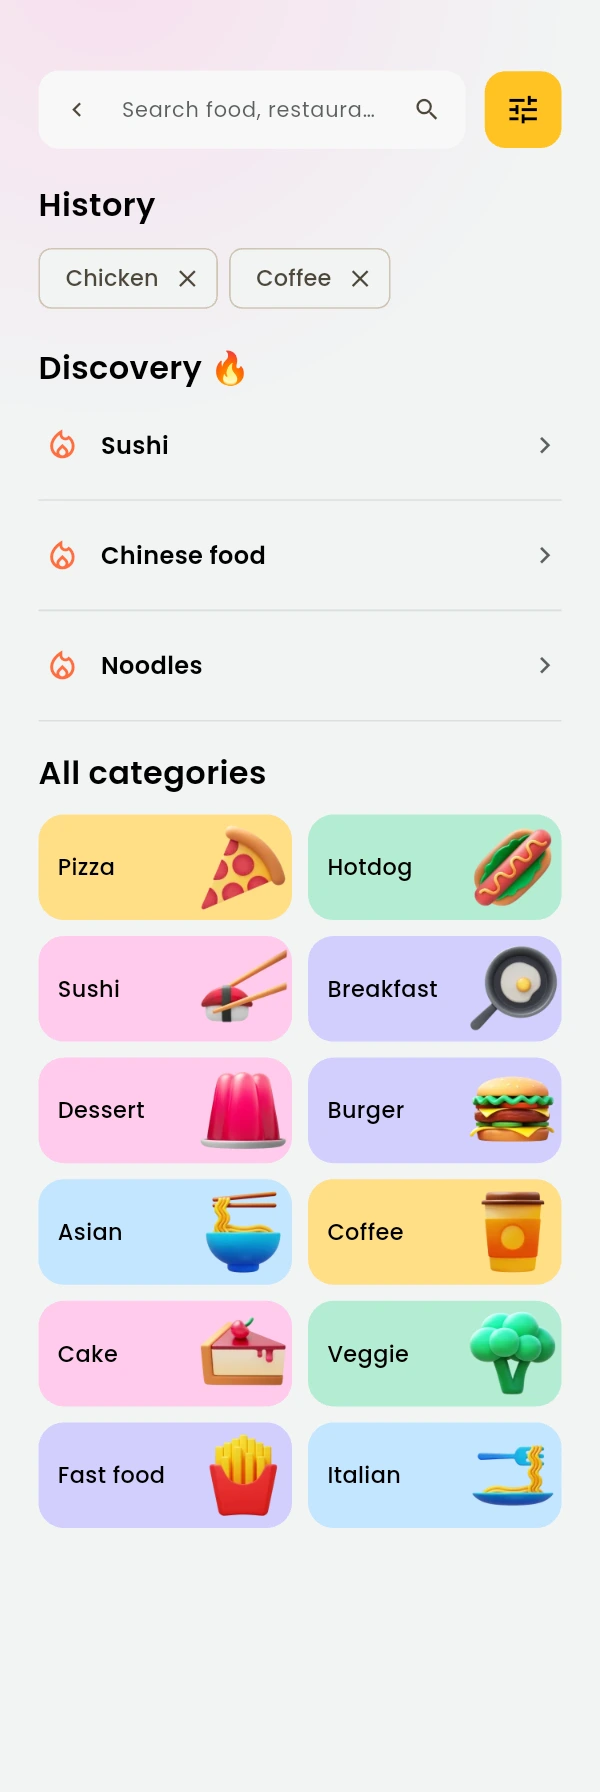 Search food, restaura...
History
Chicken
Coffee
Discovery 🔥
Sushi
Chinese food
Noodles
All categories
Pizza
Hotdog
Sushi
Breakfast
Dessert
Burger
Asian
Coffee
Cake
Veggie
Fast food
Italian